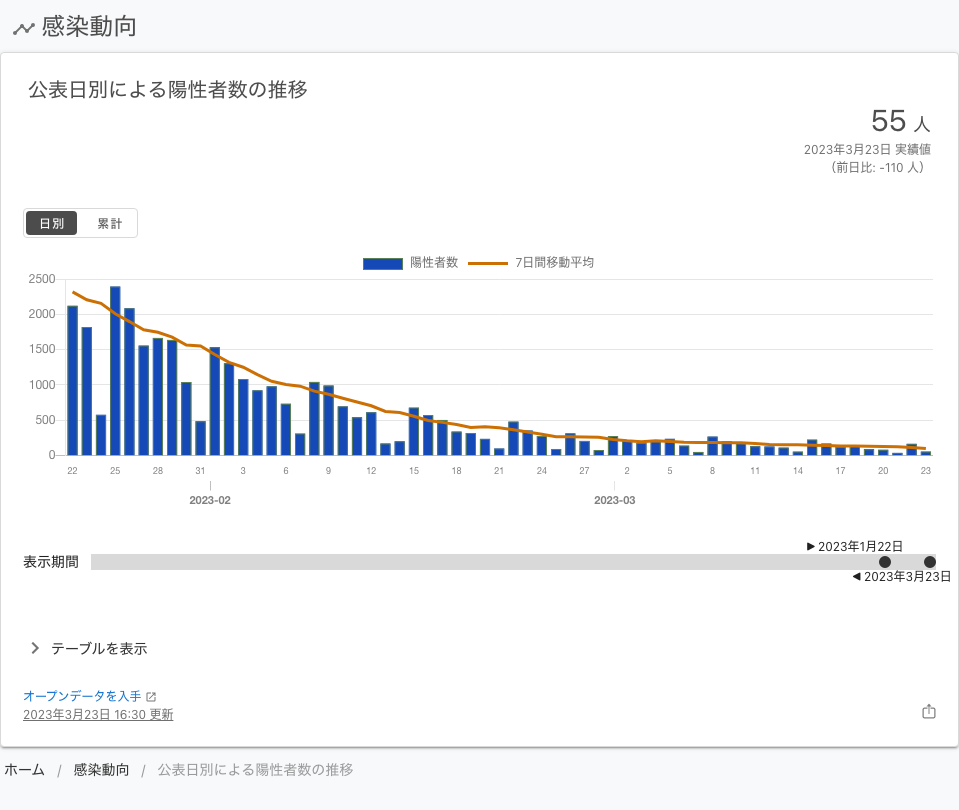 感染動向
公表日別による陽性者数の推移
55 人
2023年3月23日 実績値
（前日比: -110 人）
日別 累計
陽性者数 7日間移動平均
2500
2000
1500
1000
500
0
22 25 28 31 3 6 9 12 15 18 21 24 27 2 5 8 11 14 17 20 23
2023-02 2023-03
▶ 2023年1月22日
表示期間
◀ 2023年3月23日
テーブルを表示
オープンデータを入手
2023年3月23日 16:30 更新
ホーム / 感染動向 / 公表日別による陽性者数の推移